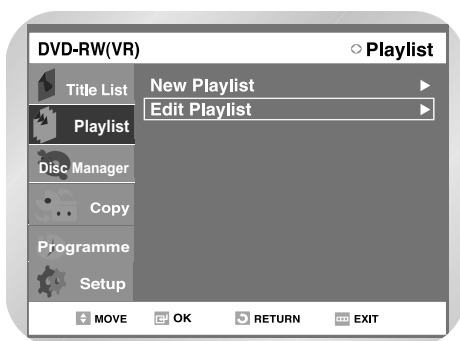 DVD-RW(VR) Playlist
Title List
Playlist
Disc Manager
Copy
Programme
Setup
New Playlist
Edit Playlist
MOVE OK RETURN EXIT